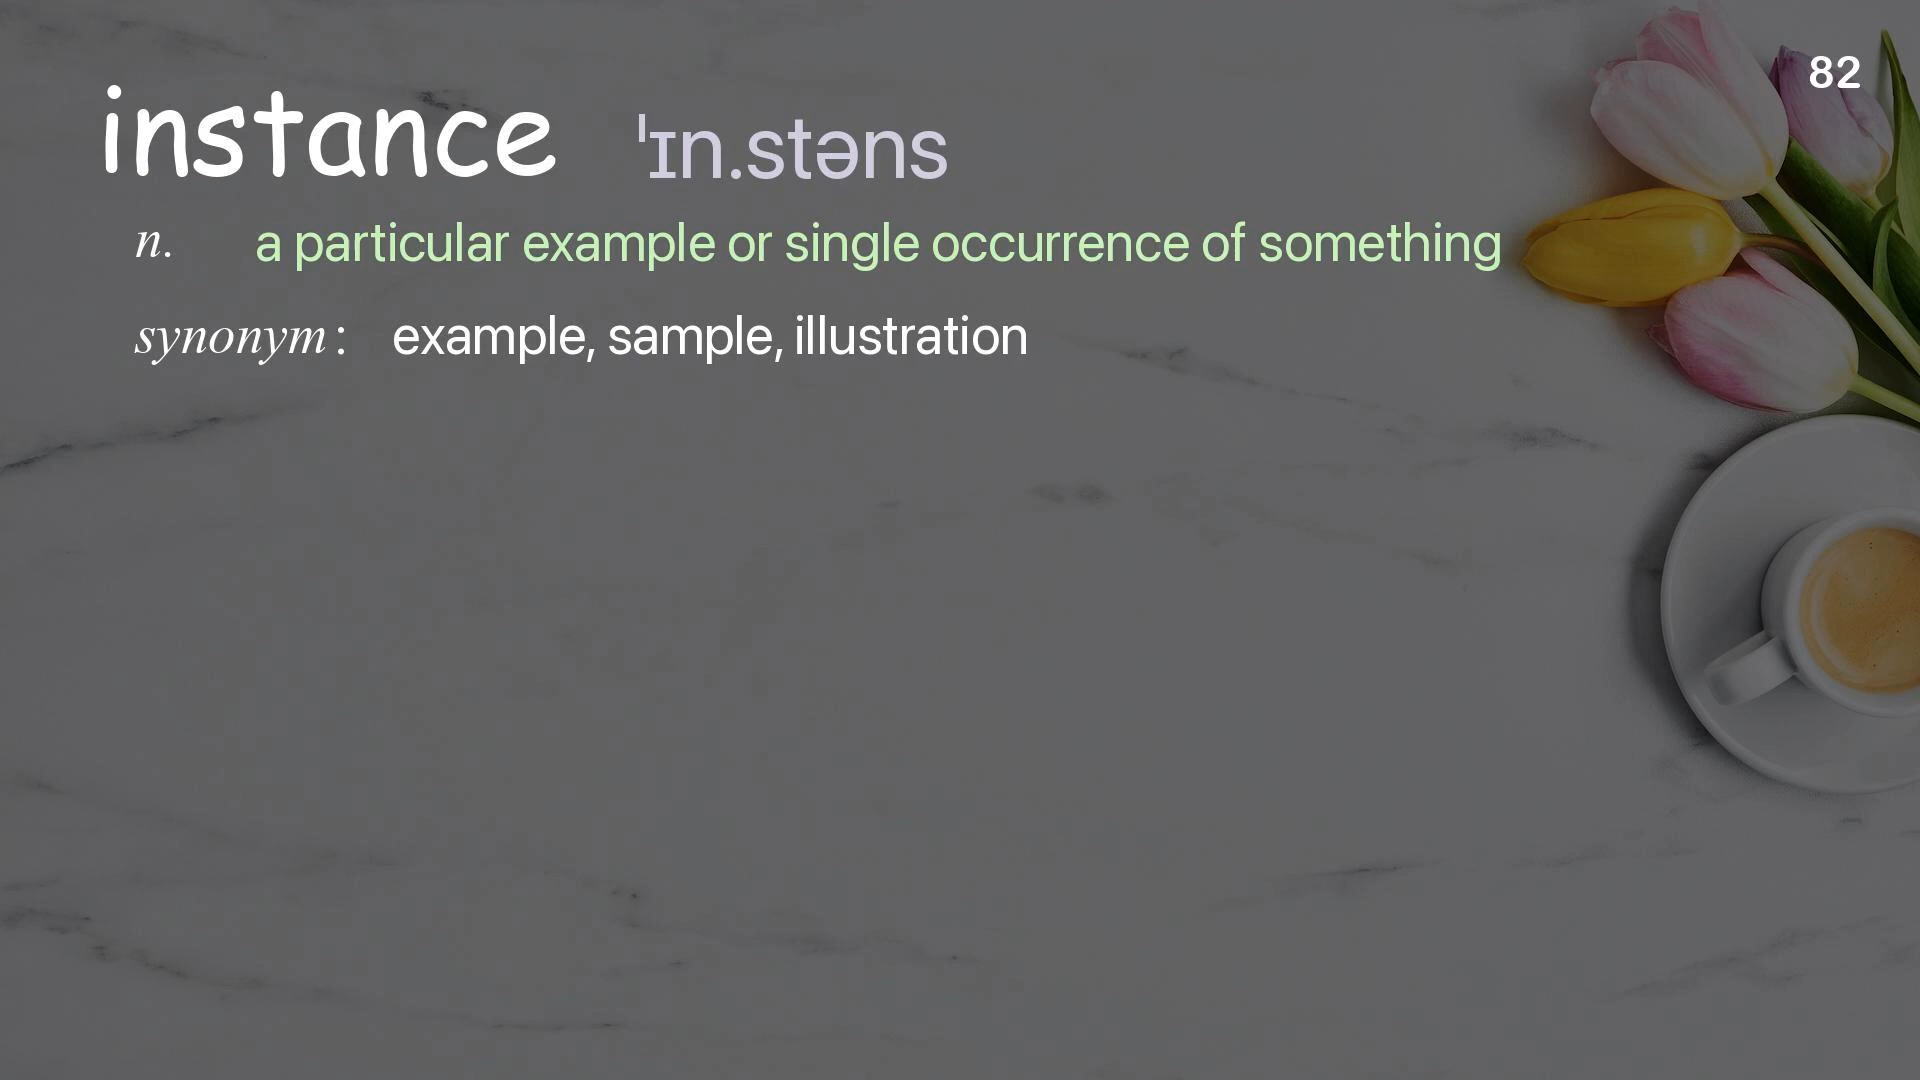 82
instance ˈɪn.stəns
n. a particular example or single occurrence of something
synonym: example, sample, illustration